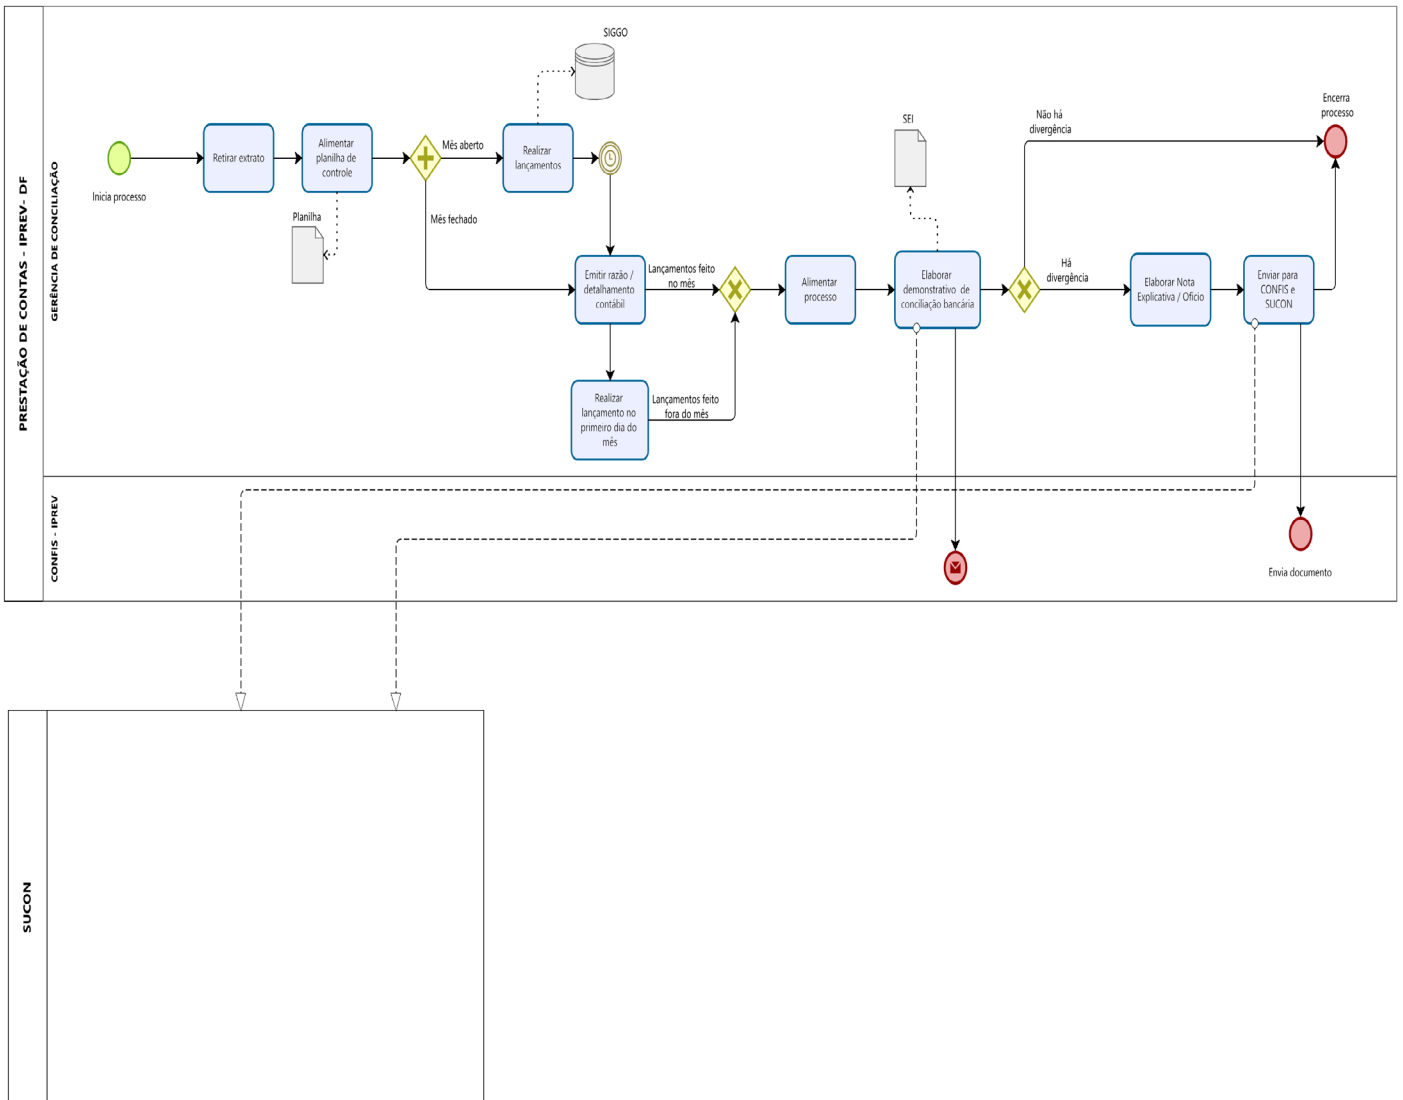 PRESTAÇÃO DE CONTAS - IPREV- DF
GERÊNCIA DE CONCILIAÇÃO
SIGGO
Inicia processo
Retirar extrato
Alimentar
planilha de
controle
Planilha
Mês aberto
Mês fechado
Realizar
lançamentos
Emitir razão /
detalhamento
contábil
Lançamentos feito
no mês
Realizar
lançamento no
primeiro dia do
mês
Lançamentos feito
fora do mês
Alimentar
processo
SEI
Elaborar
demonstrativo de
conciliação bancária
Não há
divergência
Há
divergência
Elaborar Nota
Explicativa / Ofício
Enviar para
CONFIS e
SUCON
Encerra
processo
CONFIS - IPREV
Envia documento
SUCON